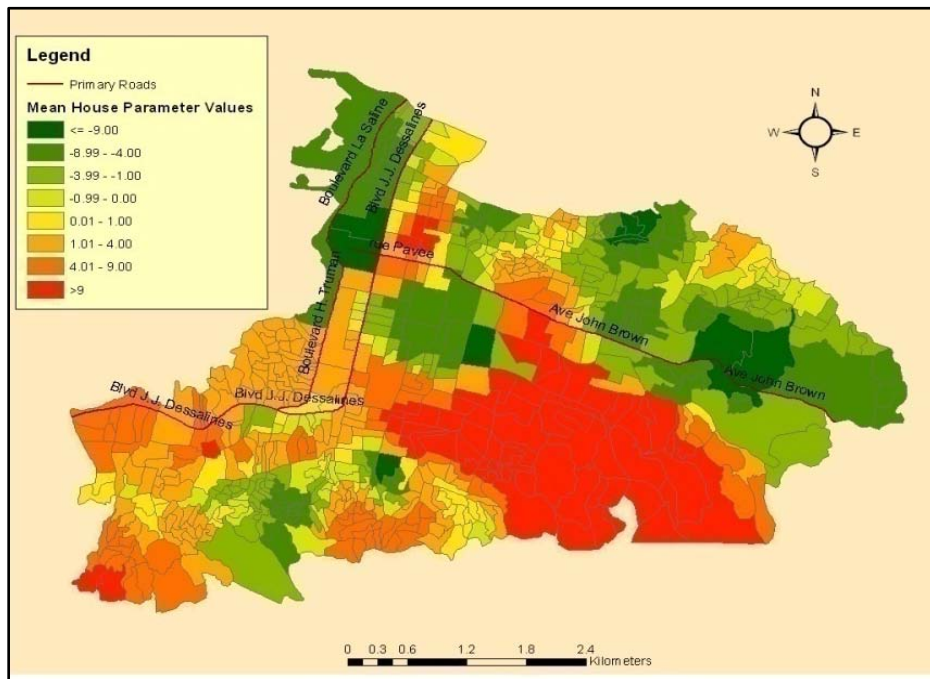 Legend
Primary Roads
Mean House Parameter Values
<= -9.00
-8.99 - -4.00
-3.99 - -1.00
-0.99 - 0.00
0.01 - 1.00
1.01 - 4.00
4.01 - 9.00
>9
N
W E
S
Boulevard La Saline
Blvd J.J. Dessalines
rue Pavee
Boulevard H. Truman
Ave John Brown
Ave John Brown
Blvd J.J. Dessalines
Blvd J.J. Dessalines
0 0.3 0.6 1.2 1.8 2.4
Kilometers